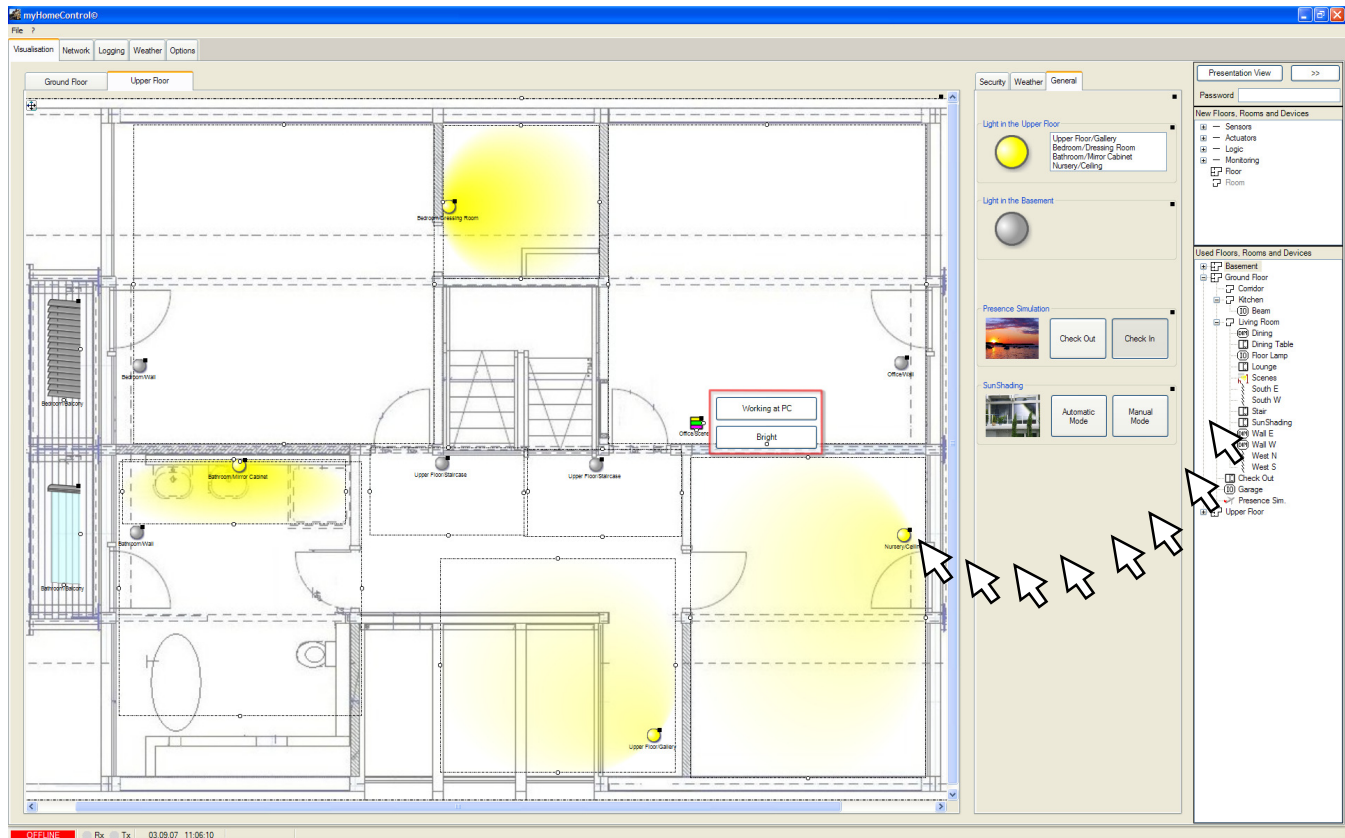 myHomeControl©
File ?
Visualisation Network Logging Weather Options
Ground Floor Upper Floor
Bedroom/Dressing Room
Bedroom/Wall
Office/Wall
Bedroom/Balcony
Working at PC
Office/Scene
Bright
Bathroom/Mirror Cabinet
Upper Floor/Staircase
Upper Floor/Staircase
Bathroom/Wall
Nursery/Ceilin
Bathroom/Balcony
Upper Floor/Gallery
Security Weather General
Light in the Upper Floor
Upper Floor/Gallery
Bedroom/Dressing Room
Bathroom/Mirror Cabinet
Nursery/Ceiling
Light in the Basement
Presence Simulation
Check Out Check In
SunShading
Automatic Mode
Manual Mode
Presentation View >>
Password
New Floors, Rooms and Devices
Sensors
Actuators
Logic
Monitoring
Floor
Room
Used Floors, Rooms and Devices
Basement
Ground Floor
Corridor
Kitchen
Beam
Living Room
Dining
Dining Table
Floor Lamp
Lounge
Scenes
South E
South W
Stair
SunShading
Wall E
Wall W
West N
West S
Check Out
Garage
Presence Sim.
Upper Floor
OFFLINE Rx Tx 03.09.07 11:06:10